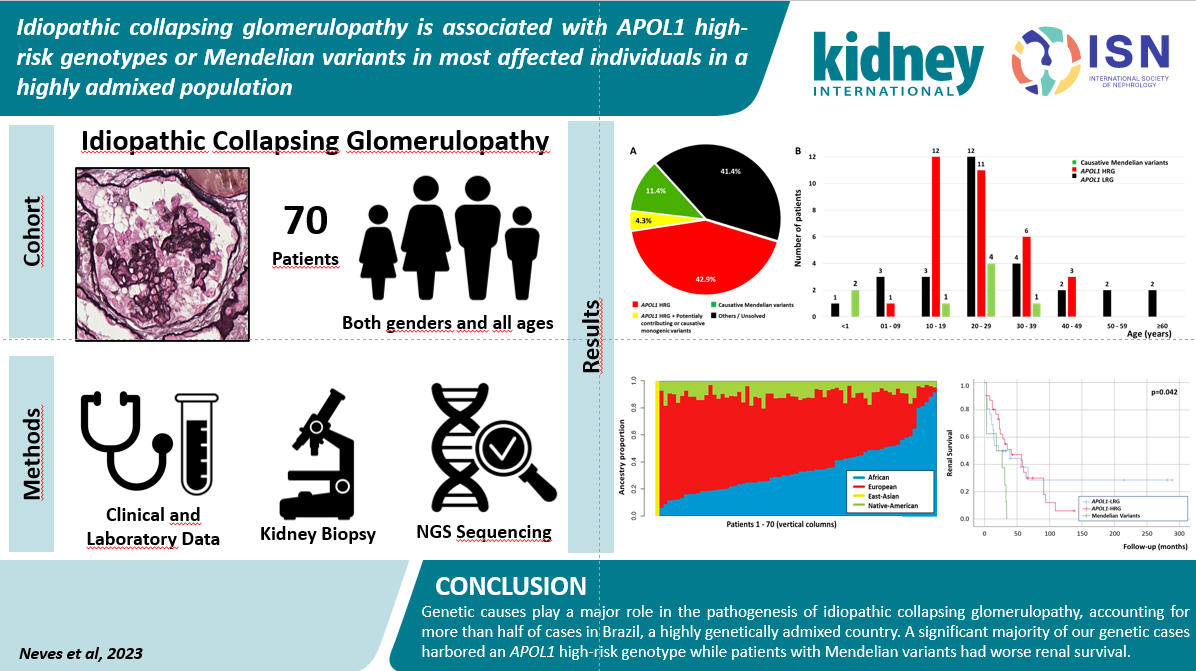 Idiopathic collapsing glomerulopathy is associated with APOL1 high-
risk genotypes or Mendelian variants in most affected individuals in a
highly admixed population
kidney
INTERNATIONAL
ISN
INTERNATIONAL SOCIETY
OF NEPHROLOGY
Cohort
Idiopathic Collapsing Glomerulopathy
70
Patients
Both genders and all ages
Methods
Clinical and
Laboratory Data
Kidney Biopsy
NGS Sequencing
Results
A
41.4%
11.4%
4.3%
42.9%
APOL1 HRG
Causative Mendelian variants
APOL1 HRG + Potentialy
contributing or causative
monogenic variants
Others / Unsolved
B
Number of patients
12
10
8
6
4
2
0
1
2
3
1
3
12
1
12
11
4
4
6
1
2
3
2
2
<1
01 - 09
10 - 19
20 - 29
30 - 39
40 - 49
50 - 59
≥60
Age (years)
Causative Mendelian variants
APOL1 HRG
APOL1 LRG
Ancestry proportion
1.0
0.8
0.6
0.4
0.2
0.0
African
European
East-Asian
Native-American
Patients 1 - 70 (vertical columns)
Renal Survival
1.0
0.8
0.6
0.4
0.2
0.0
p=0.042
APOL1-LRG
APOL1-HRG
Mendelian Variants
0
50
100
150
200
250
300
Follow-up (months)
CONCLUSION
Genetic causes play a major role in the pathogenesis of idiopathic collapsing glomerulopathy, accounting for
more than half of cases in Brazil, a highly genetically admixed country. A significant majority of our genetic cases
harbored an APOL1 high-risk genotype while patients with Mendelian variants had worse renal survival.
Neves et al, 2023